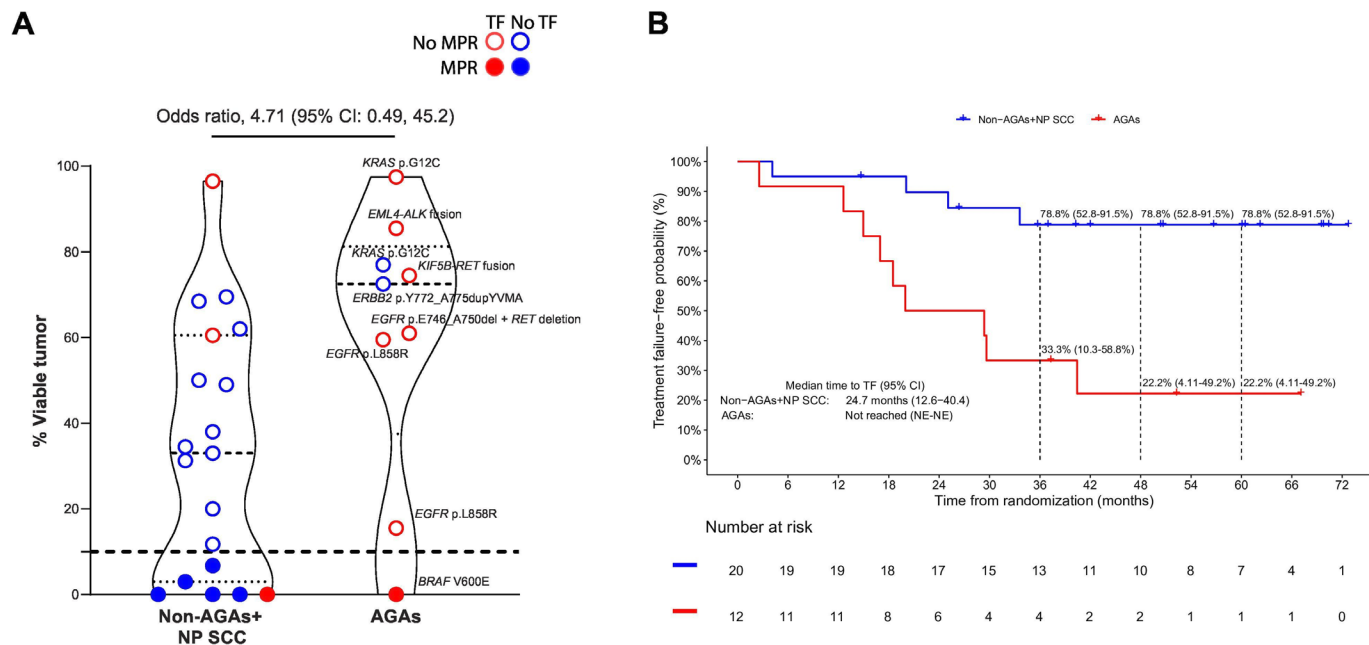 A
TF No TF
No MPR
MPR
Odds ratio, 4.71 (95% CI: 0.49, 45.2)
% Viable tumor
100
80
60
40
20
0
KRAS p.G12C
EML4-ALK fusion
KRAS p.G12C
KIF5B-RET fusion
ERBB2 p.Y772_A775dupYVMA
EGFR p.E746_A750del + RET deletion
EGFR p.L858R
EGFR p.L858R
BRAF V600E
Non-AGAs+
NP SCC
AGAs
B
Non−AGAs+NP SCC AGAs
Treatment failure-free probability (%)
100%
90%
80%
70%
60%
50%
40%
30%
20%
10%
0%
78.8% (52.8-91.5%) 78.8% (52.8-91.5%) 78.8% (52.8-91.5%)
33.3% (10.3-58.8%)
22.2% (4.11-49.2%) 22.2% (4.11-49.2%)
Median time to TF (95% CI)
Non−AGAs+NP SCC: 24.7 months (12.6−40.4)
AGAs: Not reached (NE-NE)
0 6 12 18 24 30 36 42 48 54 60 66 72
Time from randomization (months)
Number at risk
20 19 19 18 17 15 13 11 10 8 7 4 1
12 11 11 8 6 4 4 2 2 1 1 1 0